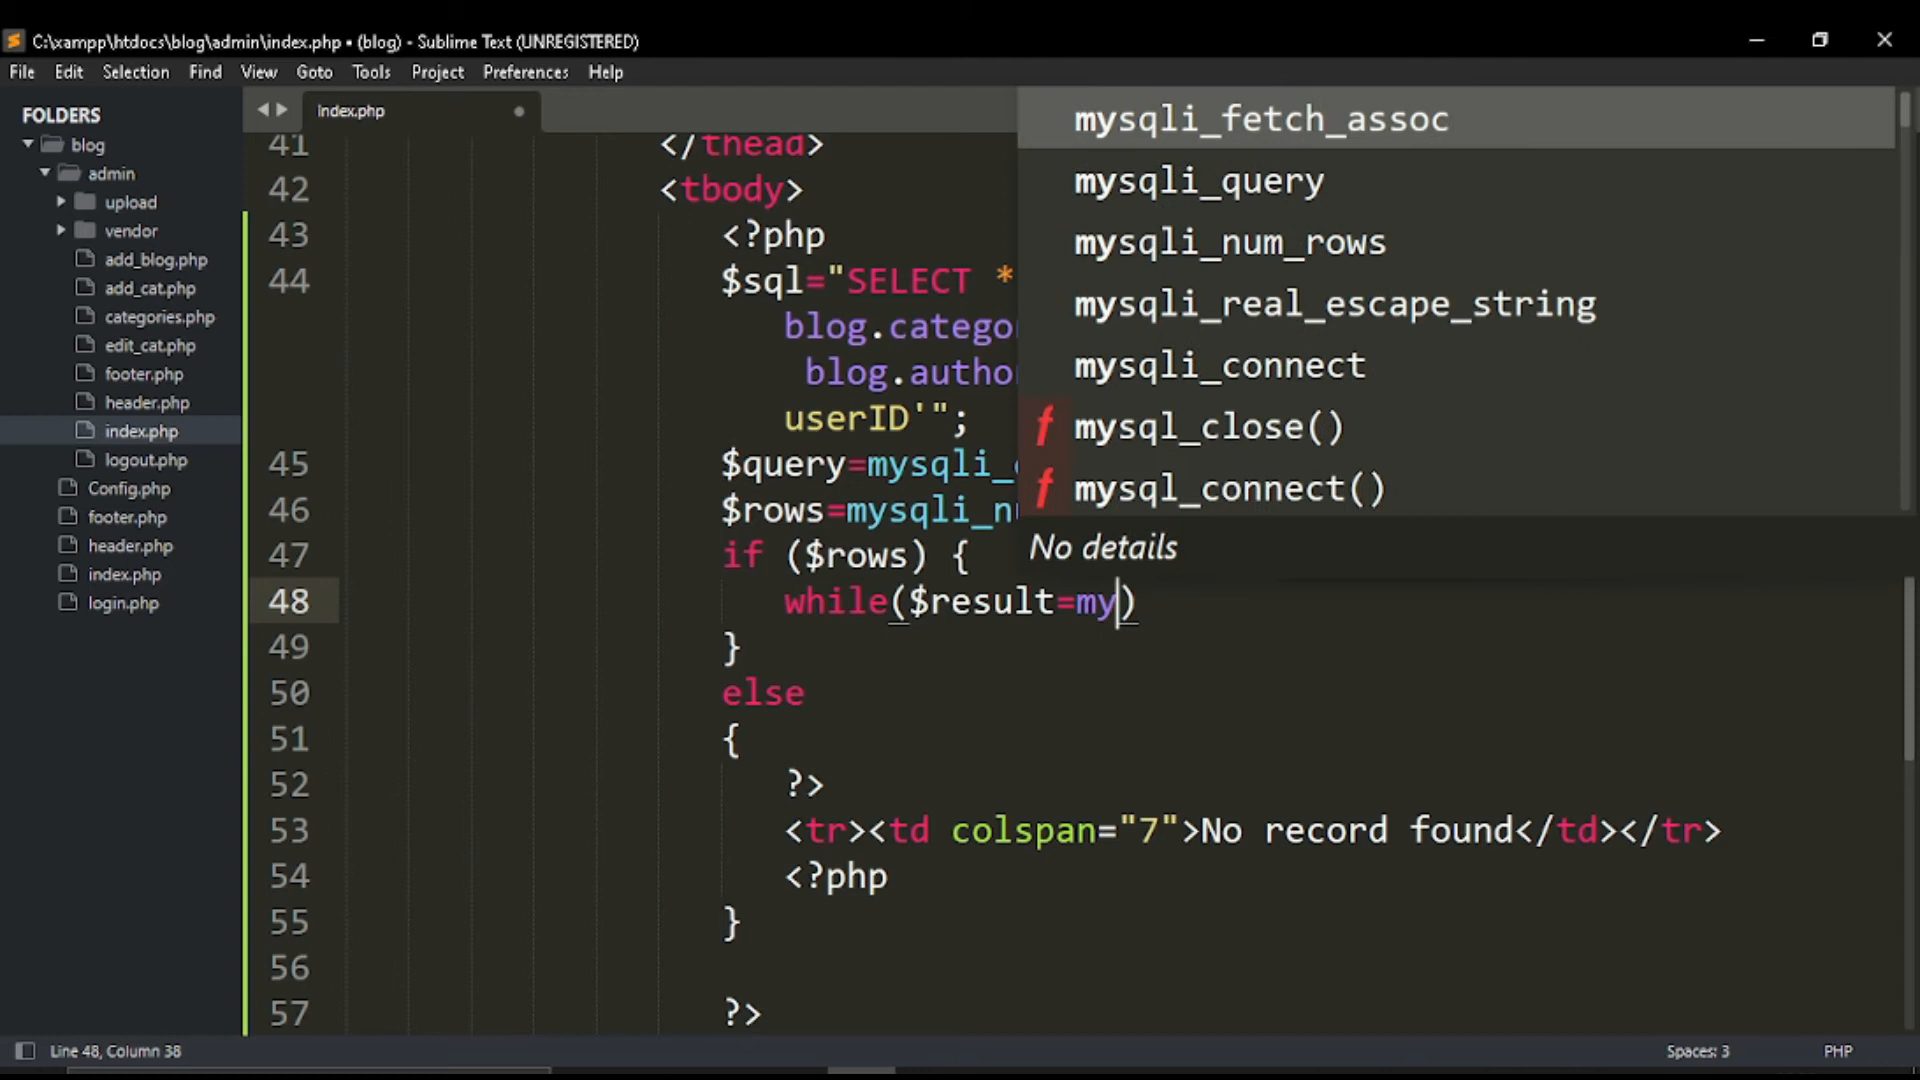 C:\xampp\htdocs\blog\admin\index.php • (blog) - Sublime Text (UNREGISTERED)
File Edit Selection Find View Goto Tools Project Preferences Help
FOLDERS
blog
admin
upload
vendor
add_blog.php
add_cat.php
categories.php
edit_cat.php
footer.php
header.php
index.php
logout.php
Config.php
footer.php
header.php
index.php
login.php
index.php
41 </thead>
42 <tbody>
43 <?php
44 $sql="SELECT *
blog.catego
blog.autho
userID'";
45 $query=mysqli_
46 $rows=mysqli_n
47 if ($rows) {
48 while($result=my)
49 }
50 else
51 {
52 ?>
53 <tr><td colspan="7">No record found</td></tr>
54 <?php
55 }
56
57 ?>
mysqli_fetch_assoc
mysqli_query
mysqli_num_rows
mysqli_real_escape_string
mysqli_connect
f mysql_close()
f mysql_connect()
No details
Line 48, Column 38
Spaces: 3
PHP